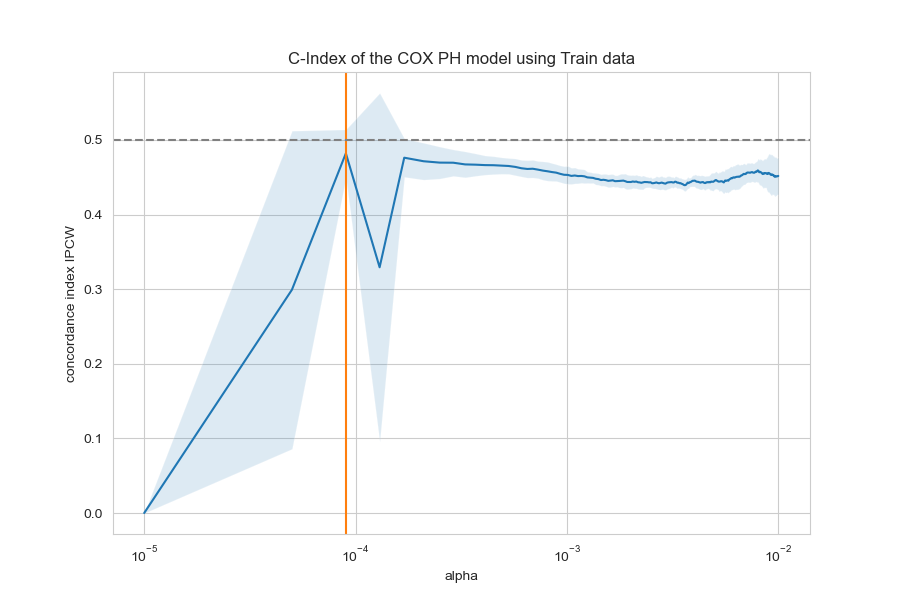 C-Index of the COX PH model using Train data
concordance index IPCW
0.5
0.4
0.3
0.2
0.1
0.0
10⁻⁵ 10⁻⁴ 10⁻³ 10⁻²
alpha